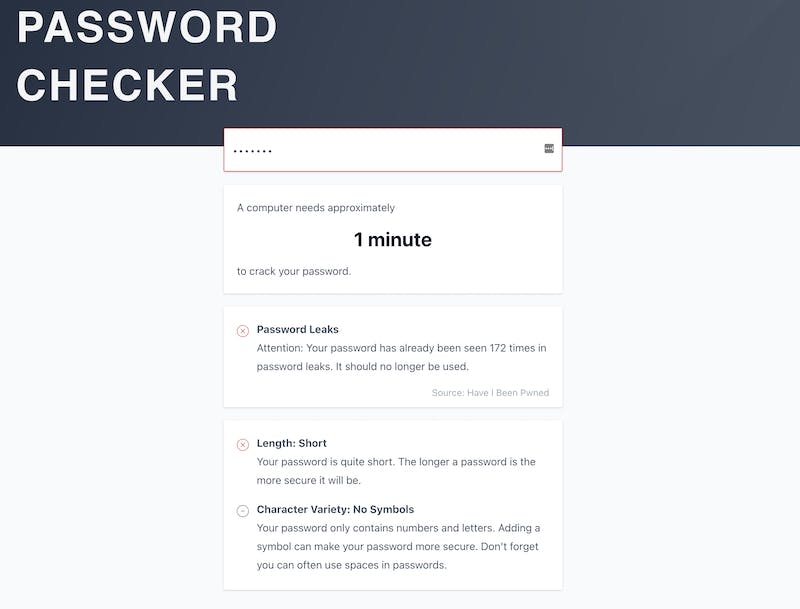 PASSWORD
CHECKER
•••••••
A computer needs approximately
1 minute
to crack your password.
Password Leaks
Attention: Your password has already been seen 172 times in
password leaks. It should no longer be used.
Source: Have I Been Pwned
Length: Short
Your password is quite short. The longer a password is the
more secure it will be.
Character Variety: No Symbols
Your password only contains numbers and letters. Adding a
symbol can make your password more secure. Don't forget
you can often use spaces in passwords.